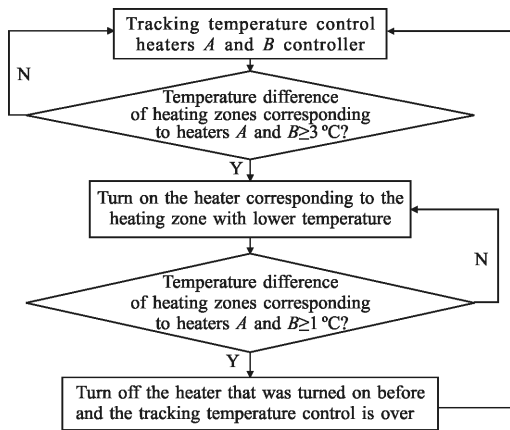 Tracking temperature control
heaters A and B controller
N
Temperature difference
of heating zones corresponding
to heaters A and B≥3 ℃?
Y
Turn on the heater corresponding to the
heating zone with lower temperature
N
Temperature difference
of heating zones corresponding
to heaters A and B≥1 ℃?
Y
Turn off the heater that was turned on before
and the tracking temperature control is over